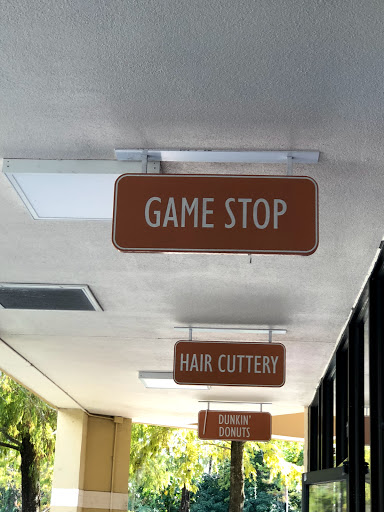 GAME STOP
HAIR CUTTERY
DUNKIN'
DONUTS